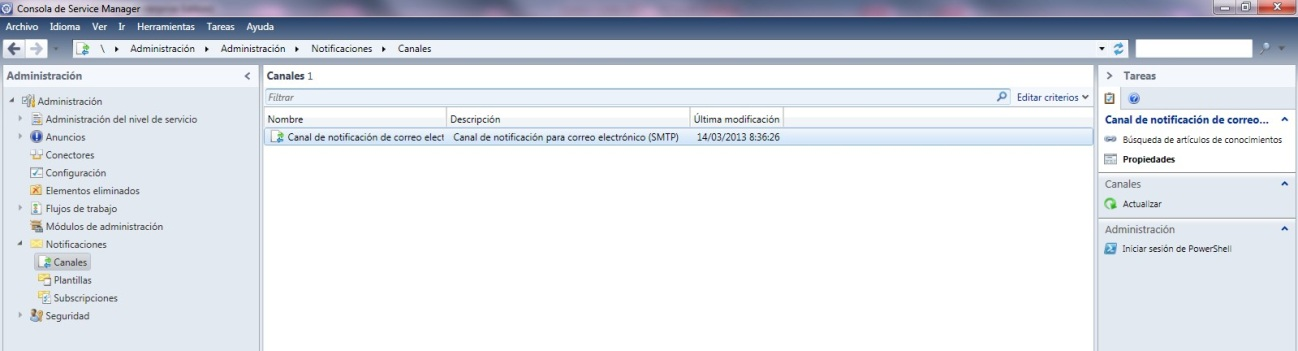 Consola de Service Manager
Archivo Idioma Ver Ir Herramientas Tareas Ayuda
\ Administración Administración Notificaciones Canales
Administración
Administración
Administración del nivel de servicio
Anuncios
Conectores
Configuración
Elementos eliminados
Flujos de trabajo
Módulos de administración
Notificaciones
Canales
Plantillas
Subscripciones
Seguridad
Canales 1
Filtrar Editar criterios
Nombre Descripción Última modificación
Canal de notificación de correo elect Canal de notificación para correo electrónico (SMTP) 14/03/2013 8:36:26
Tareas
Canal de notificación de correo...
Búsqueda de artículos de conocimientos
Propiedades
Canales
Actualizar
Administración
Iniciar sesión de PowerShell